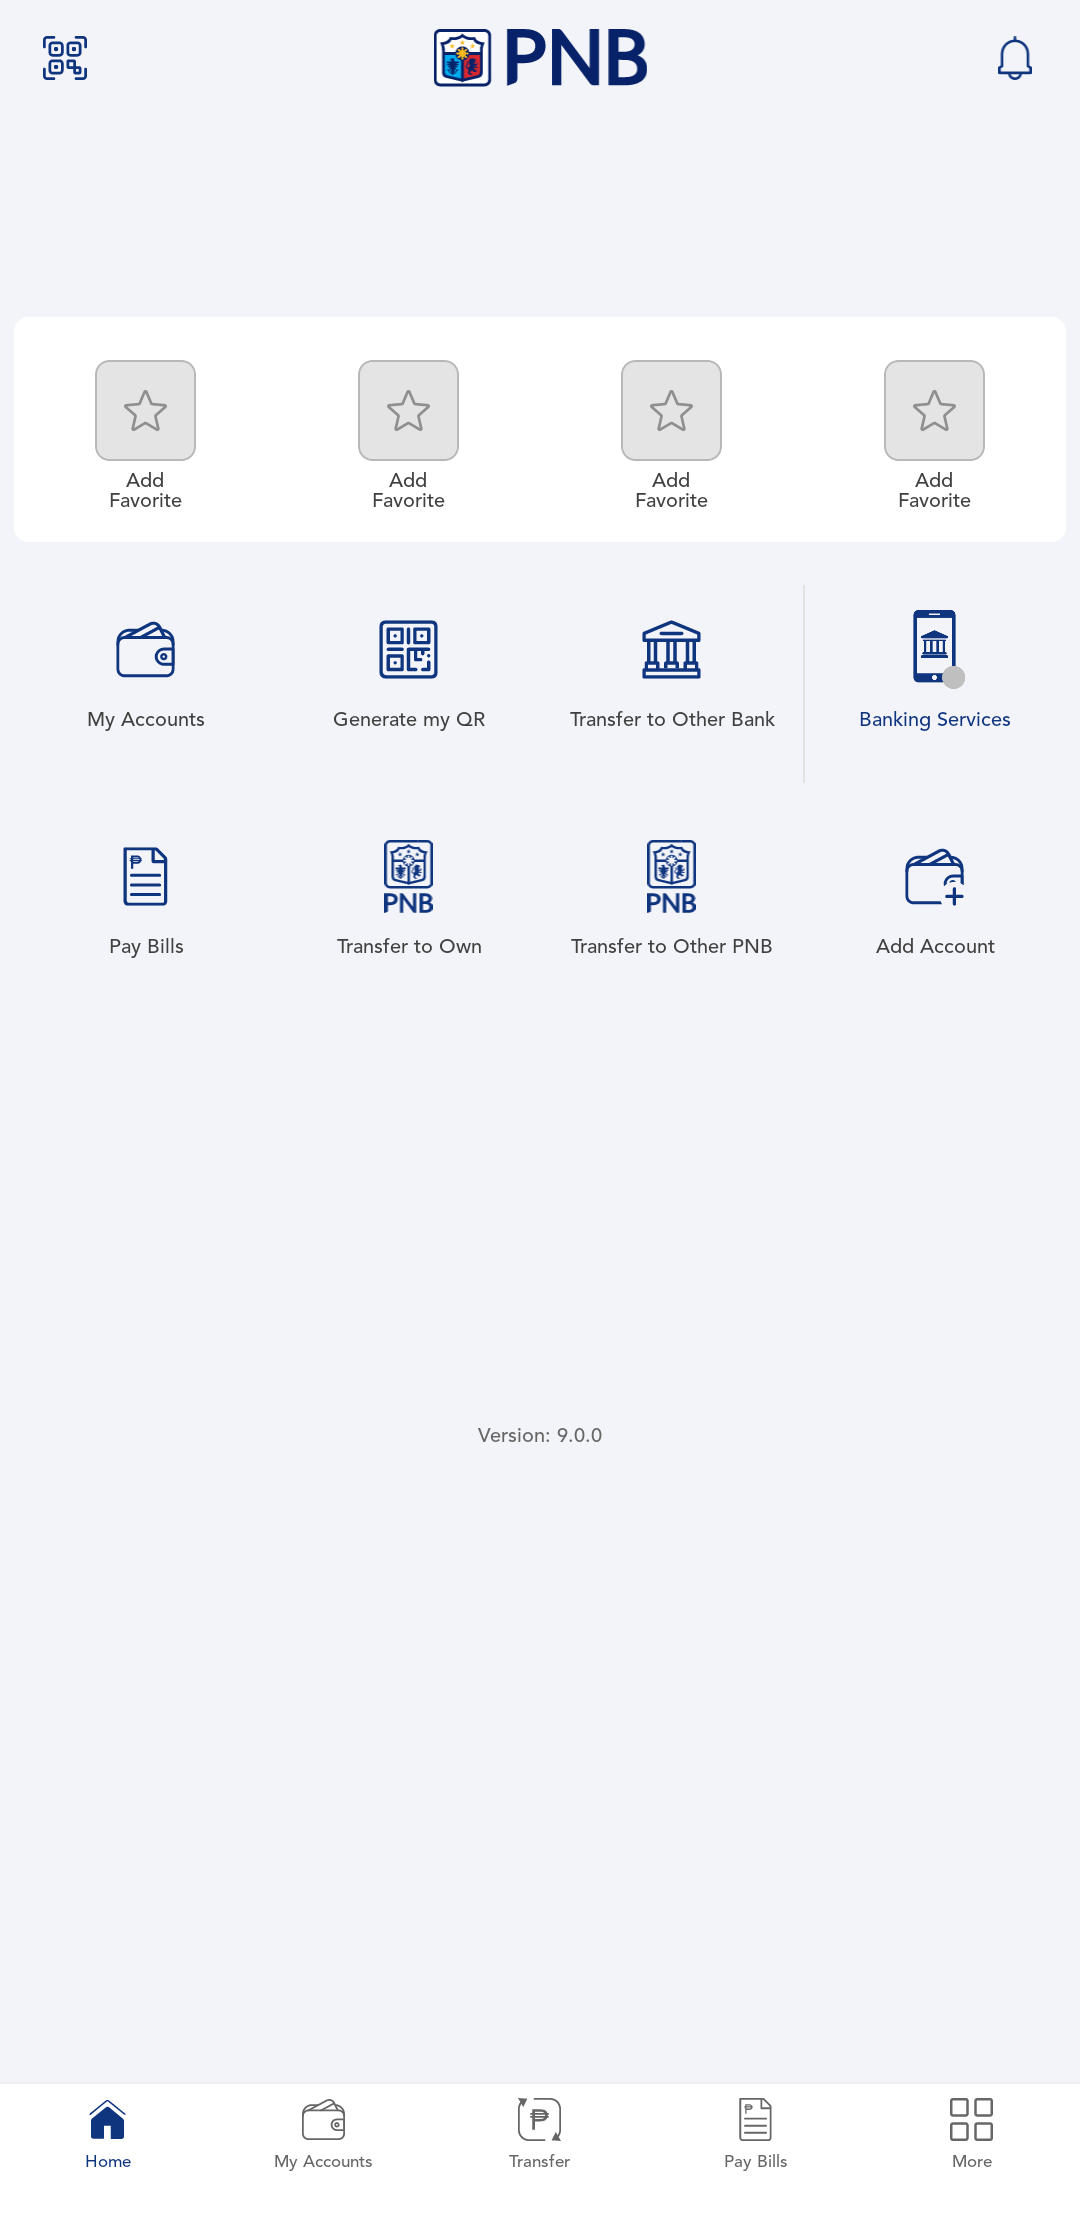 PNB
Add
Favorite
Add
Favorite
Add
Favorite
Add
Favorite
My Accounts
Generate my QR
Transfer to Other Bank
Banking Services
PNB
PNB
Pay Bills
Transfer to Own
Transfer to Other PNB
Add Account
Version: 9.0.0
Home
My Accounts
Transfer
Pay Bills
More